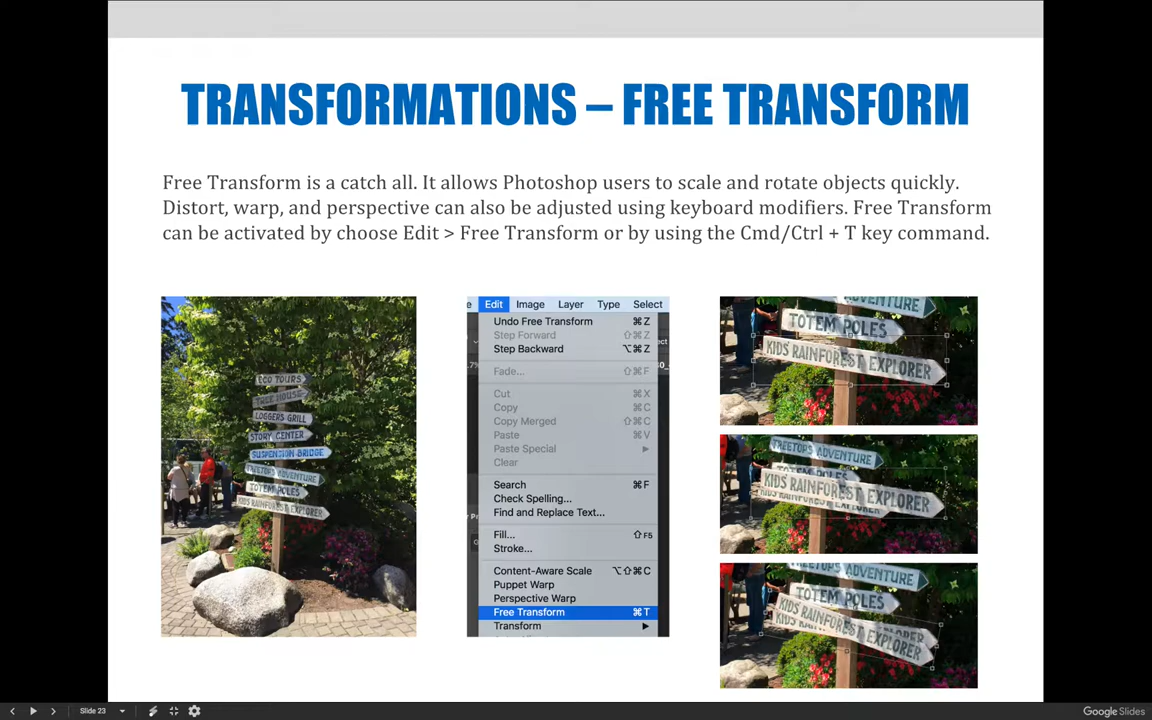 TRANSFORMATIONS – FREE TRANSFORM
Free Transform is a catch all. It allows Photoshop users to scale and rotate objects quickly.
Distort, warp, and perspective can also be adjusted using keyboard modifiers. Free Transform
can be activated by choose Edit > Free Transform or by using the Cmd/Ctrl + T key command.
ECO TOURS
TREE HOUSE
LOGGERS GRILL
STORY CENTER
SUSPENSION BRIDGE
TREETOPS ADVENTURE
TOTEM POLES
KIDS RAINFOREST EXPLORER
e Edit Image Layer Type Select
Undo Free Transform ⌘Z
Step Forward ⇧⌘Z
Step Backward ⌥⌘Z
Fade... ⇧⌘F
Cut ⌘X
Copy ⌘C
Copy Merged ⇧⌘C
Paste ⌘V
Paste Special
Clear
Search ⌘F
Check Spelling...
Find and Replace Text...
Fill... ⇧F5
Stroke...
Content-Aware Scale ⌥⇧⌘C
Puppet Warp
Perspective Warp
Free Transform ⌘T
Transform
ADVENTURE
TOTEM POLES
KIDS RAINFOREST EXPLORER
TREETOPS ADVENTURE
KIDS RAINFOREST EXPLORER
TREETOPS ADVENTURE
TOTEM POLES
KIDS RAINFOREST EXPLORER
Slide 23
Google Slides